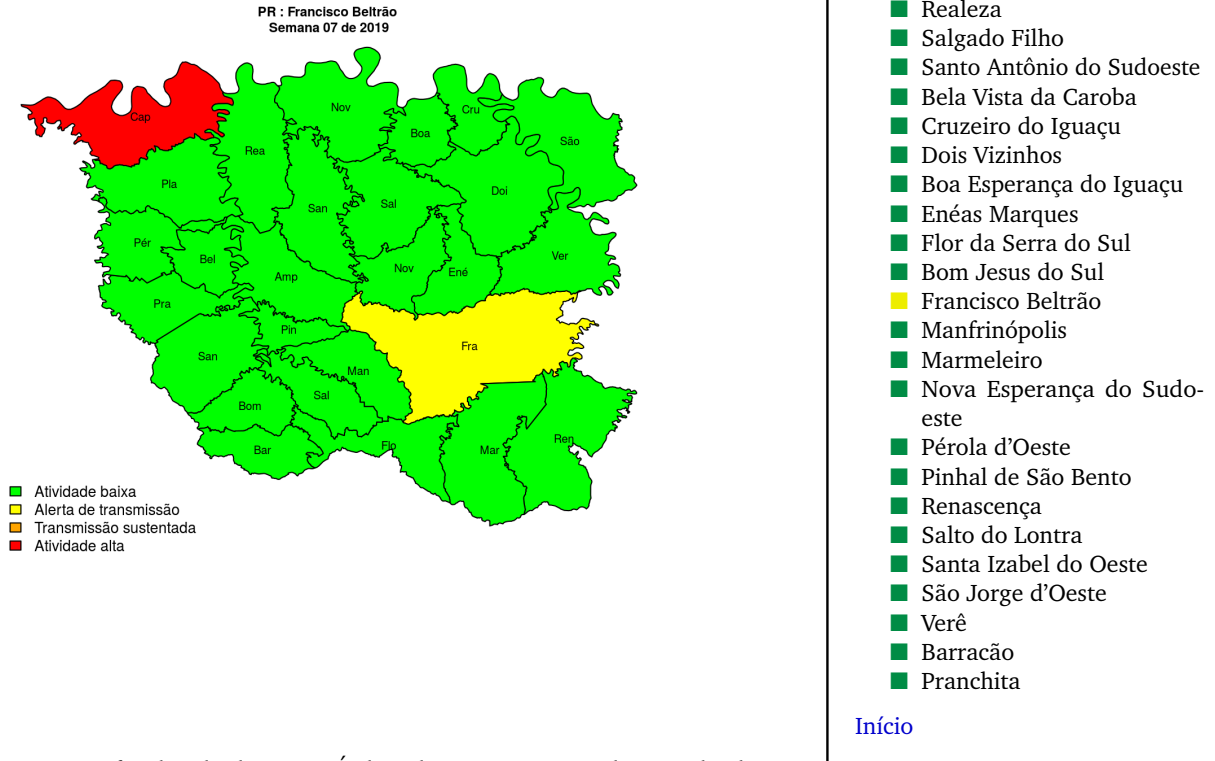 PR : Francisco Beltrão
Semana 07 de 2019
Cap
Nov
Cru
Boa
São
Rea
Pla
Doi
San
Sal
Pér
Bel
Ver
Nov
Ené
Amp
Pra
Pin
Fra
San
Man
Sal
Bom
Ren
Flo
Bar
Mar
Atividade baixa
Alerta de transmissão
Transmissão sustentada
Atividade alta
Realeza
Salgado Filho
Santo Antônio do Sudoeste
Bela Vista da Caroba
Cruzeiro do Iguaçu
Dois Vizinhos
Boa Esperança do Iguaçu
Enéas Marques
Flor da Serra do Sul
Bom Jesus do Sul
Francisco Beltrão
Manfrinópolis
Marmeleiro
Nova Esperança do Sudo-
este
Pérola d’Oeste
Pinhal de São Bento
Renascença
Salto do Lontra
Santa Izabel do Oeste
São Jorge d’Oeste
Verê
Barracão
Pranchita
Início